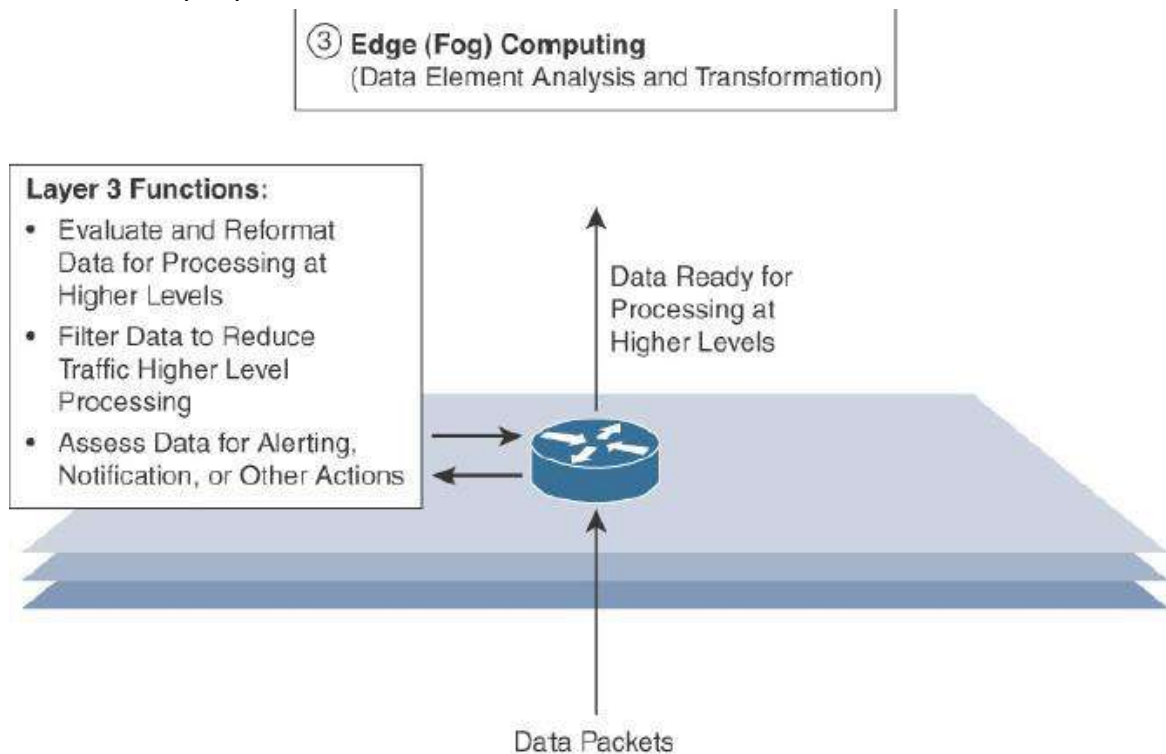 ③ Edge (Fog) Computing
(Data Element Analysis and Transformation)
Layer 3 Functions:
• Evaluate and Reformat
Data for Processing at
Higher Levels
• Filter Data to Reduce
Traffic Higher Level
Processing
• Assess Data for Alerting,
Notification, or Other Actions
Data Ready for
Processing at
Higher Levels
Data Packets